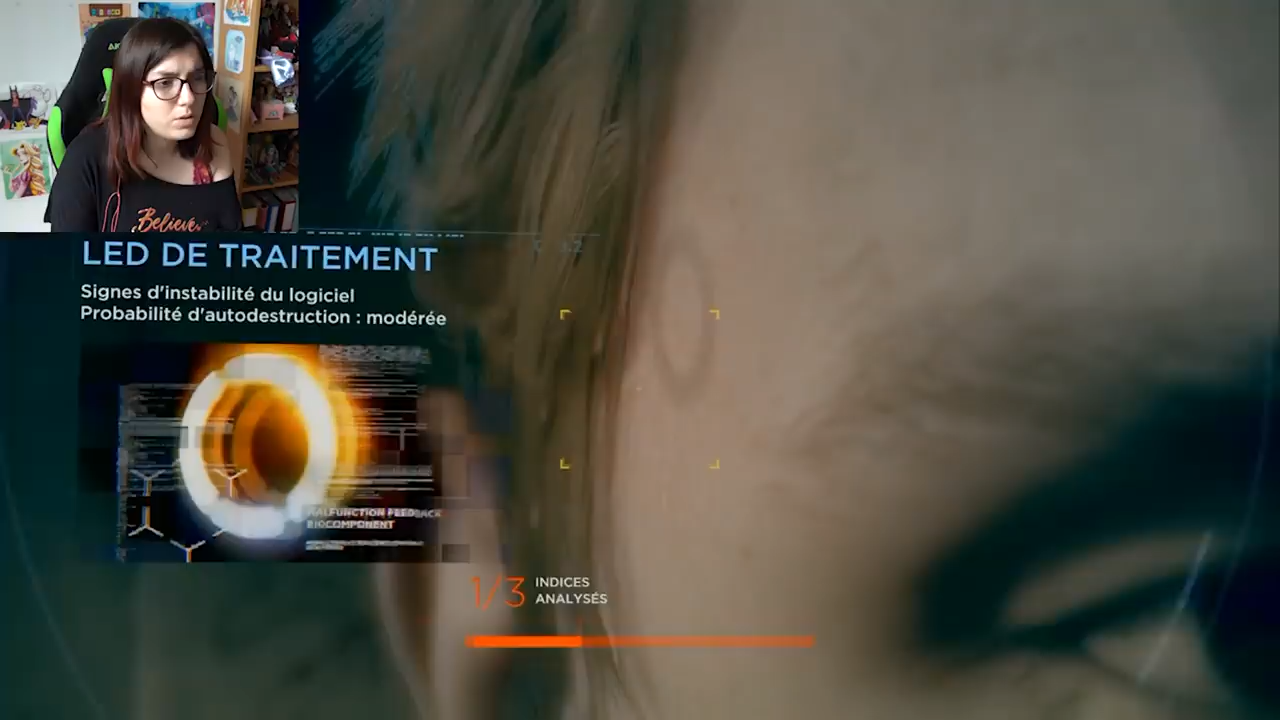 Believe
LED DE TRAITEMENT
Signes d'instabilité du logiciel
Probabilité d'autodestruction : modérée
MALFUNCTION FEEDBACK
BIOCOMPONENT
1/3 INDICES
ANALYSÉS